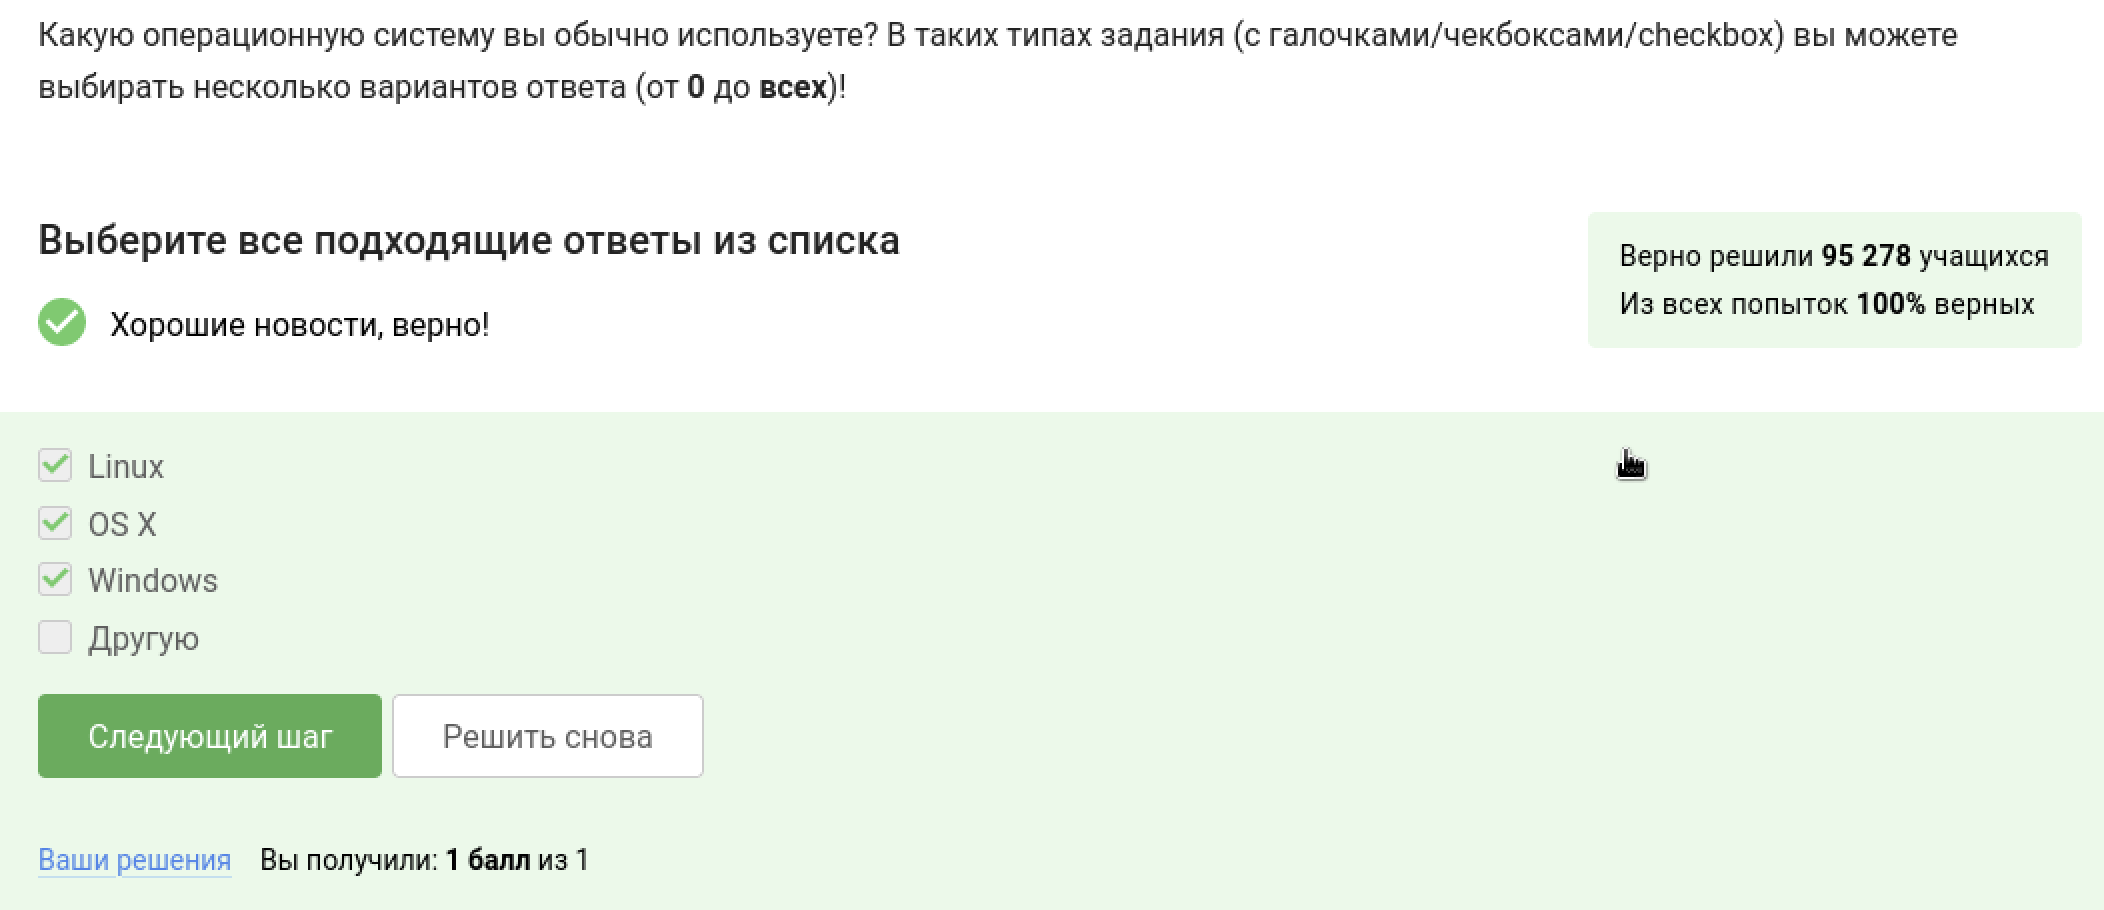 Какую операционную систему вы обычно используете? В таких типах задания (с галочками/чекбоксами/checkbox) вы можете
выбирать несколько вариантов ответа (от 0 до всех)!
Выберите все подходящие ответы из списка
Верно решили 95 278 учащихся
Из всех попыток 100% верных
Хорошие новости, верно!
Linux
OS X
Windows
Другую
Следующий шаг
Решить снова
Ваши решения
Вы получили: 1 балл из 1